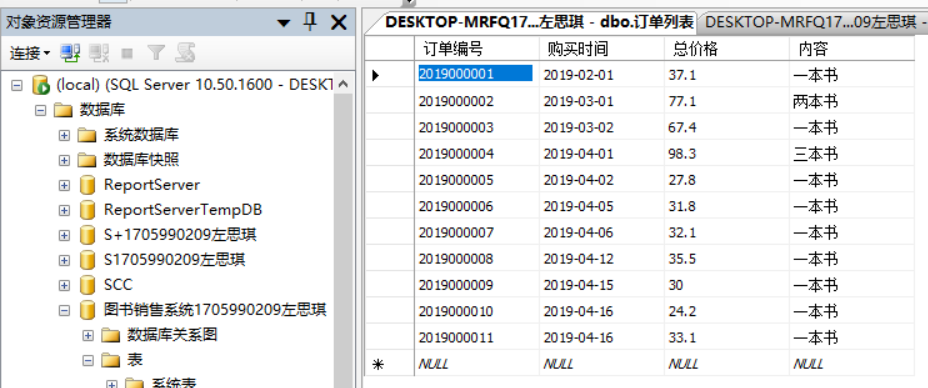 对象资源管理器
连接
(local) (SQL Server 10.50.1600 - DESKT
数据库
系统数据库
数据库快照
ReportServer
ReportServerTempDB
S+1705990209左思琪
S1705990209左思琪
SCC
图书销售系统1705990209左思琪
数据库关系图
表
系统表
DESKTOP-MRFQ17...左思琪 - dbo.订单列表 DESKTOP-MRFQ17...09左思琪 -
订单编号 购买时间 总价格 内容
2019000001 2019-02-01 37.1 一本书
2019000002 2019-03-01 77.1 两本书
2019000003 2019-03-02 67.4 一本书
2019000004 2019-04-01 98.3 三本书
2019000005 2019-04-02 27.8 一本书
2019000006 2019-04-05 31.8 一本书
2019000007 2019-04-06 32.1 一本书
2019000008 2019-04-12 35.5 一本书
2019000009 2019-04-15 30 一本书
2019000010 2019-04-16 24.2 一本书
2019000011 2019-04-16 33.1 一本书
NULL NULL NULL NULL